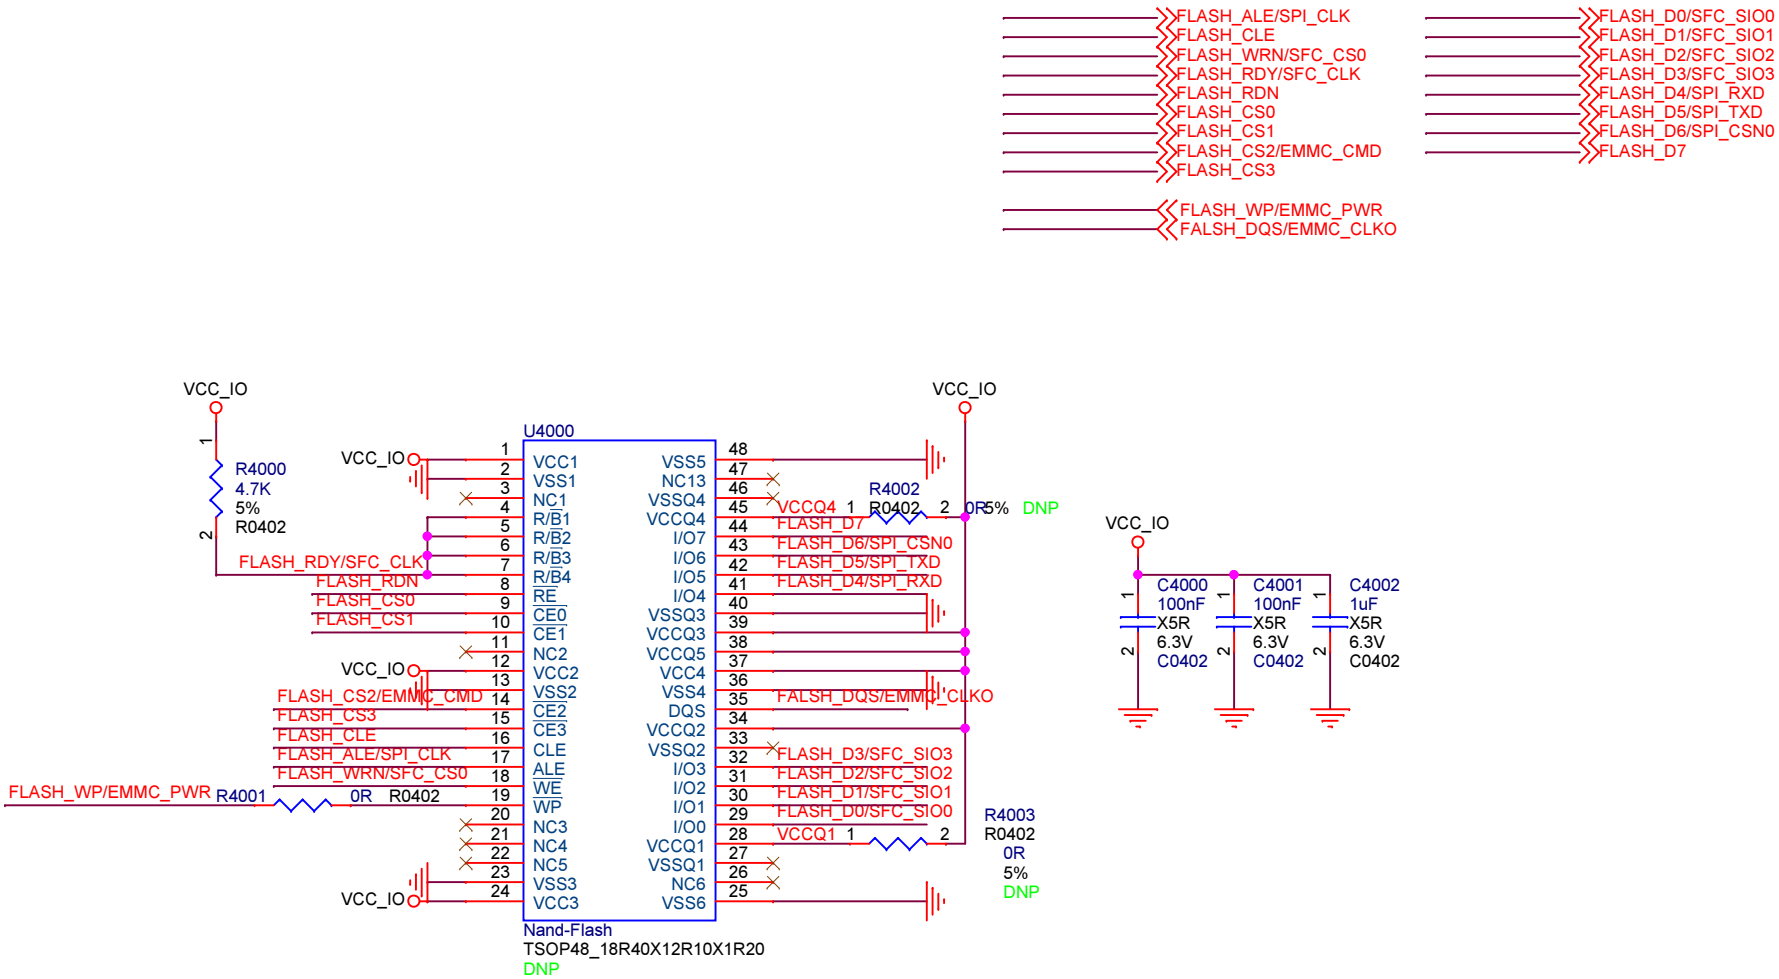 FLASH_ALE/SPI_CLK
FLASH_CLE
FLASH_WRN/SFC_CS0
FLASH_RDY/SFC_CLK
FLASH_RDN
FLASH_CS0
FLASH_CS1
FLASH_CS2/EMMC_CMD
FLASH_CS3
FLASH_WP/EMMC_PWR
FALSH_DQS/EMMC_CLKO
FLASH_D0/SFC_SIO0
FLASH_D1/SFC_SIO1
FLASH_D2/SFC_SIO2
FLASH_D3/SFC_SIO3
FLASH_D4/SPI_RXD
FLASH_D5/SPI_TXD
FLASH_D6/SPI_CSN0
FLASH_D7
VCC_IO
1
R4000
4.7K
5%
R0402
2
FLASH_RDY/SFC_CLK
FLASH_RDN
FLASH_CS0
FLASH_CS1
VCC_IO
VCC_IO
FLASH_CS2/EMMC_CMD
FLASH_CS3
FLASH_CLE
FLASH_ALE/SPI_CLK
FLASH_WRN/SFC_CS0
FLASH_WP/EMMC_PWR R4001 0R R0402
VCC_IO
U4000
1 VCC1
2 VSS1
3 NC1
4 R/B1
5 R/B2
6 R/B3
7 R/B4
8 RE
9 CE0
10 CE1
11 NC2
12 VCC2
13 VSS2
14 CE2
15 CE3
16 CLE
17 ALE
18 WE
19 WP
20 NC3
21 NC4
22 NC5
23 VSS3
24 VCC3
VSS5 48
NC13 47
VSSQ4 46
VCCQ4 45
I/O7 44
I/O6 43
I/O5 42
I/O4 41
VSSQ3 40
VCCQ3 39
VCCQ5 38
VCC4 37
VSS4 36
DQS 35
VCCQ2 34
VSSQ2 33
I/O3 32
I/O2 31
I/O1 30
I/O0 29
VCCQ1 28
VSSQ1 27
NC6 26
VSS6 25
Nand-Flash
TSOP48_18R40X12R10X1R20
DNP
VCC_IO
R4002
VCCQ4 1 R0402 2 0R 5% DNP
FLASH_D7
FLASH_D6/SPI_CSN0
FLASH_D5/SPI_TXD
FLASH_D4/SPI_RXD
FALSH_DQS/EMMC_CLKO
FLASH_D3/SFC_SIO3
FLASH_D2/SFC_SIO2
FLASH_D1/SFC_SIO1
FLASH_D0/SFC_SIO0
VCCQ1 1 2
R4003
R0402
0R
5%
DNP
VCC_IO
1
C4000
100nF
X5R
6.3V
C0402
2
1
C4001
100nF
X5R
6.3V
C0402
2
1
C4002
1uF
X5R
6.3V
C0402
2